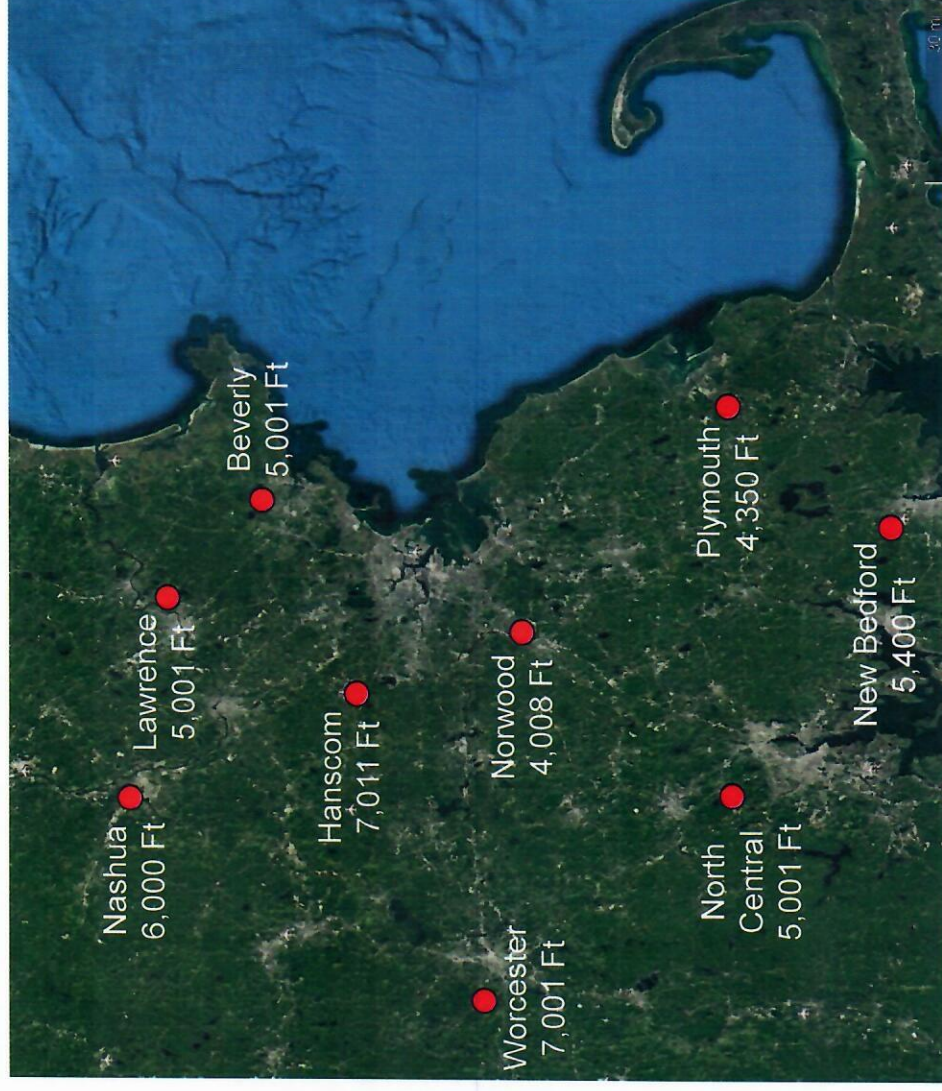 Nashua
6,000 Ft
Lawrence
5,001 Ft
Beverly
5,001 Ft
Hanscom
7,011 Ft
Worcester
7,001 Ft
Norwood
4,008 Ft
North
Central
5,001 Ft
Plymouth
4,350 Ft
New Bedford
5,400 Ft
30 m